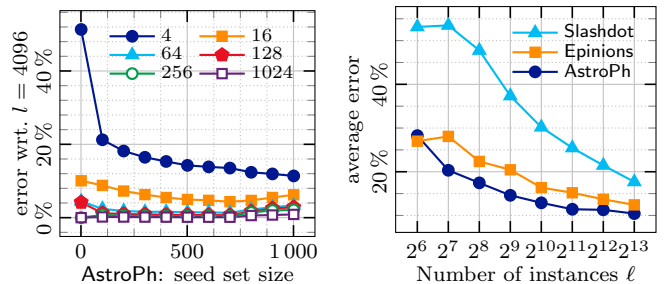 error wrt. l = 4096
0 %
20 %
40 %
4
16
64
128
256
1024
0
500
1 000
AstroPh: seed set size
average error
20 %
40 %
Slashdot
Epinions
AstroPh
2^6 2^7 2^8 2^9 2^10 2^11 2^12 2^13
Number of instances ℓ